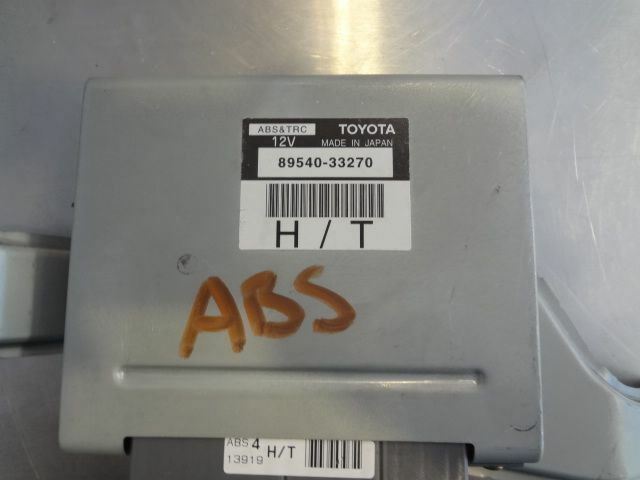 ABS&TRC TOYOTA
12V MADE IN JAPAN
89540-33270
H / T
ABS
ABS 4 H/T
13919